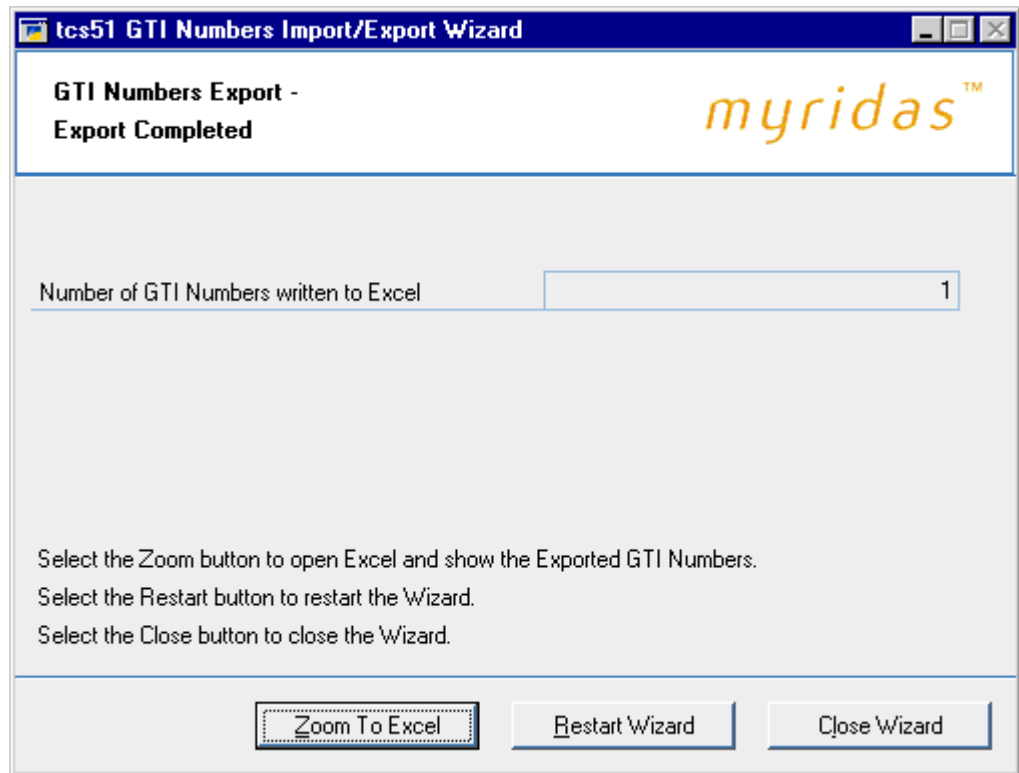 tcs51 GTI Numbers Import/Export Wizard
GTI Numbers Export -
Export Completed
myridas™
Number of GTI Numbers written to Excel 1
Select the Zoom button to open Excel and show the Exported GTI Numbers.
Select the Restart button to restart the Wizard.
Select the Close button to close the Wizard.
Zoom To Excel Restart Wizard Close Wizard